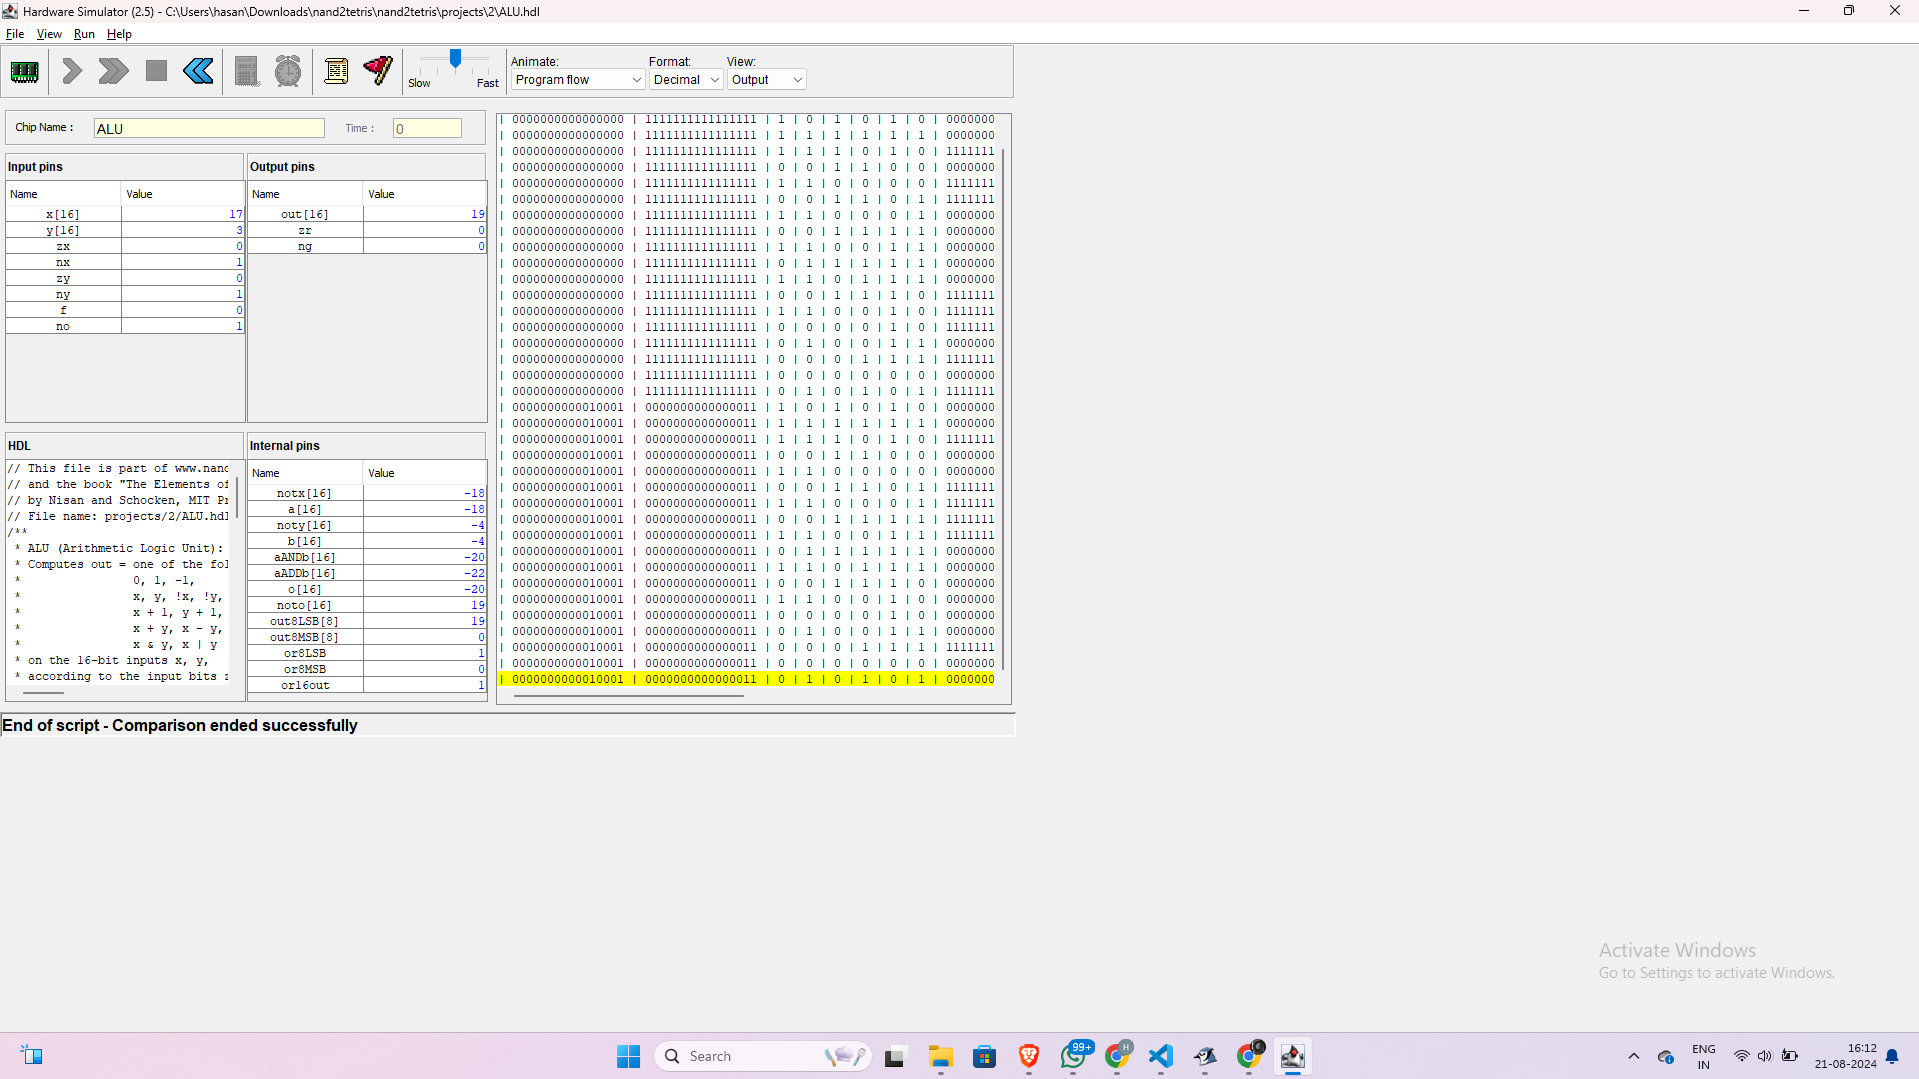 Hardware Simulator (2.5) - C:\Users\hasan\Downloads\nand2tetris\nand2tetris\projects\2\ALU.hdl
File View Run Help
Slow Fast
Animate: Format: View:
Program flow Decimal Output
Chip Name : ALU Time : 0
Input pins
Name Value
x[16] 17
y[16] 3
zx 0
nx 1
zy 0
ny 1
f 0
no 1
Output pins
Name Value
out[16] 19
zr 0
ng 0
HDL
// This file is part of www.nand
// and the book "The Elements of
// by Nisan and Schocken, MIT Pr
// File name: projects/2/ALU.hdl
/**
* ALU (Arithmetic Logic Unit):
* Computes out = one of the fol
* 0, 1, -1,
* x, y, !x, !y,
* x + 1, y + 1,
* x + y, x - y,
* x & y, x | y
* on the 16-bit inputs x, y,
* according to the input bits z
Internal pins
Name Value
notx[16] -18
a[16] -18
noty[16] -4
b[16] -4
aANDb[16] -20
aADDb[16] -22
o[16] -20
noto[16] 19
out8LSB[8] 19
out8MSB[8] 0
or8LSB 1
or8MSB 0
or16out 1
| 0000000000000000 | 1111111111111111 | 1 | 0 | 1 | 0 | 1 | 0 | 0000000
| 0000000000000000 | 1111111111111111 | 1 | 1 | 1 | 1 | 1 | 1 | 0000000
| 0000000000000000 | 1111111111111111 | 1 | 1 | 1 | 0 | 1 | 0 | 1111111
| 0000000000000000 | 1111111111111111 | 0 | 0 | 1 | 1 | 0 | 0 | 0000000
| 0000000000000000 | 1111111111111111 | 1 | 1 | 0 | 0 | 0 | 0 | 1111111
| 0000000000000000 | 1111111111111111 | 0 | 0 | 1 | 1 | 0 | 1 | 1111111
| 0000000000000000 | 1111111111111111 | 1 | 1 | 0 | 0 | 0 | 1 | 0000000
| 0000000000000000 | 1111111111111111 | 0 | 0 | 1 | 1 | 1 | 1 | 0000000
| 0000000000000000 | 1111111111111111 | 1 | 1 | 0 | 0 | 1 | 1 | 0000000
| 0000000000000000 | 1111111111111111 | 0 | 1 | 1 | 1 | 1 | 1 | 0000000
| 0000000000000000 | 1111111111111111 | 1 | 1 | 0 | 1 | 1 | 1 | 0000000
| 0000000000000000 | 1111111111111111 | 0 | 0 | 1 | 1 | 1 | 0 | 1111111
| 0000000000000000 | 1111111111111111 | 1 | 1 | 0 | 0 | 1 | 0 | 1111111
| 0000000000000000 | 1111111111111111 | 0 | 0 | 0 | 0 | 1 | 0 | 1111111
| 0000000000000000 | 1111111111111111 | 0 | 1 | 0 | 0 | 1 | 1 | 0000000
| 0000000000000000 | 1111111111111111 | 0 | 0 | 0 | 1 | 1 | 1 | 1111111
| 0000000000000000 | 1111111111111111 | 0 | 0 | 0 | 0 | 0 | 0 | 0000000
| 0000000000000000 | 1111111111111111 | 0 | 1 | 0 | 1 | 0 | 1 | 1111111
| 0000000000010001 | 0000000000000011 | 1 | 0 | 1 | 0 | 1 | 0 | 0000000
| 0000000000010001 | 0000000000000011 | 1 | 1 | 1 | 1 | 1 | 1 | 0000000
| 0000000000010001 | 0000000000000011 | 1 | 1 | 1 | 0 | 1 | 0 | 1111111
| 0000000000010001 | 0000000000000011 | 0 | 0 | 1 | 1 | 0 | 0 | 0000000
| 0000000000010001 | 0000000000000011 | 1 | 1 | 0 | 0 | 0 | 0 | 0000000
| 0000000000010001 | 0000000000000011 | 0 | 0 | 1 | 1 | 0 | 1 | 1111111
| 0000000000010001 | 0000000000000011 | 1 | 1 | 0 | 0 | 0 | 1 | 1111111
| 0000000000010001 | 0000000000000011 | 0 | 0 | 1 | 1 | 1 | 1 | 1111111
| 0000000000010001 | 0000000000000011 | 1 | 1 | 0 | 0 | 1 | 1 | 1111111
| 0000000000010001 | 0000000000000011 | 0 | 1 | 1 | 1 | 1 | 1 | 0000000
| 0000000000010001 | 0000000000000011 | 1 | 1 | 0 | 1 | 1 | 1 | 0000000
| 0000000000010001 | 0000000000000011 | 0 | 0 | 1 | 1 | 1 | 0 | 0000000
| 0000000000010001 | 0000000000000011 | 1 | 1 | 0 | 0 | 1 | 0 | 0000000
| 0000000000010001 | 0000000000000011 | 0 | 0 | 0 | 0 | 1 | 0 | 0000000
| 0000000000010001 | 0000000000000011 | 0 | 1 | 0 | 0 | 1 | 1 | 0000000
| 0000000000010001 | 0000000000000011 | 0 | 0 | 0 | 1 | 1 | 1 | 1111111
| 0000000000010001 | 0000000000000011 | 0 | 0 | 0 | 0 | 0 | 0 | 0000000
| 0000000000010001 | 0000000000000011 | 0 | 1 | 0 | 1 | 0 | 1 | 0000000
End of script - Comparison ended successfully
Activate Windows
Go to Settings to activate Windows.
Search
99+
H
ENG
IN
16:12
21-08-2024